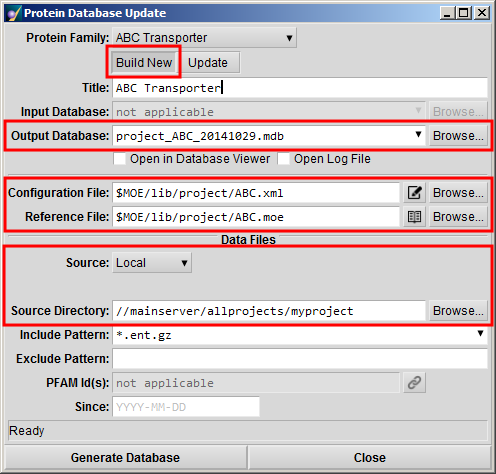 Protein Database Update
Protein Family: ABC Transporter
Build New Update
Title: ABC Transporter
Input Database: not applicable Browse...
Output Database: project_ABC_20141029.mdb Browse...
Open in Database Viewer Open Log File
Configuration File: $MOE/lib/project/ABC.xml Browse...
Reference File: $MOE/lib/project/ABC.moe Browse...
Data Files
Source: Local
Source Directory: //mainserver/allprojects/myproject Browse...
Include Pattern: *.ent.gz
Exclude Pattern:
PFAM Id(s): not applicable
Since: YYYY-MM-DD
Ready
Generate Database Close